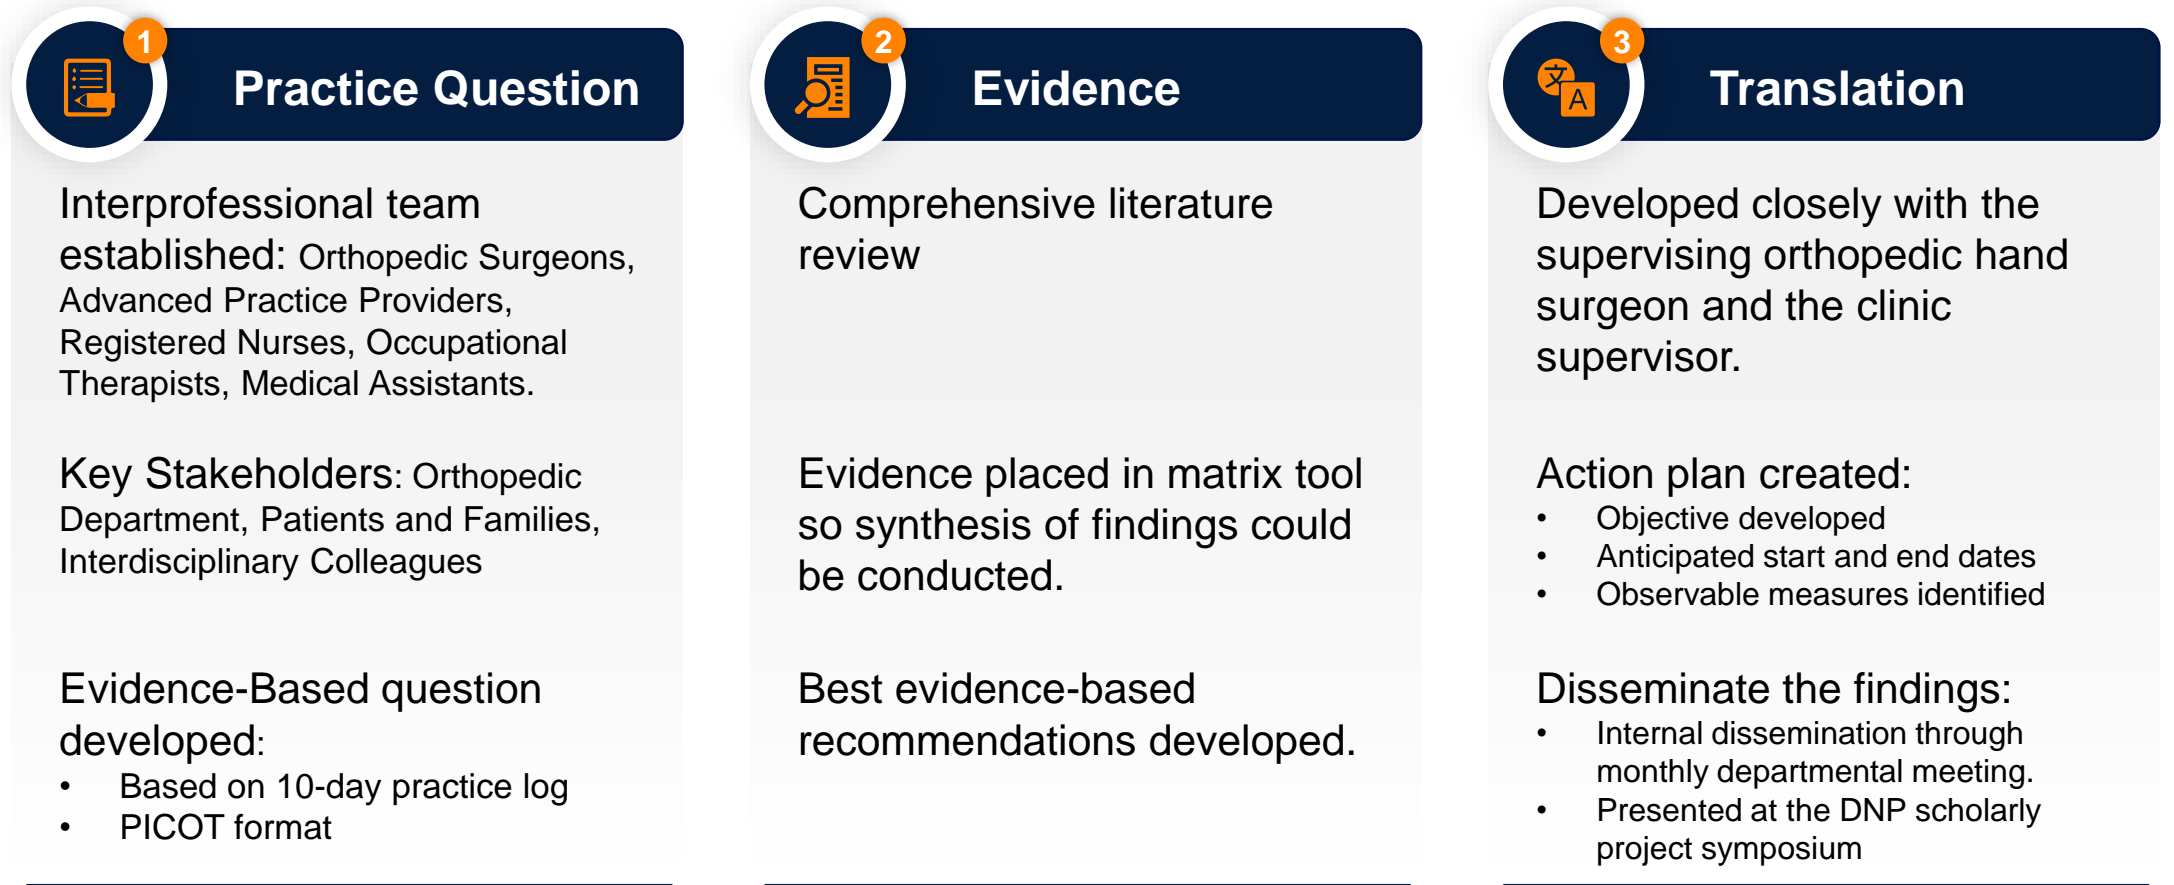 1
Practice Question
Interprofessional team
established: Orthopedic Surgeons,
Advanced Practice Providers,
Registered Nurses, Occupational
Therapists, Medical Assistants.
Key Stakeholders: Orthopedic
Department, Patients and Families,
Interdisciplinary Colleagues
Evidence-Based question
developed:
• Based on 10-day practice log
• PICOT format
2
Evidence
Comprehensive literature
review
Evidence placed in matrix tool
so synthesis of findings could
be conducted.
Best evidence-based
recommendations developed.
3
文
A
Translation
Developed closely with the
supervising orthopedic hand
surgeon and the clinic
supervisor.
Action plan created:
• Objective developed
• Anticipated start and end dates
• Observable measures identified
Disseminate the findings:
• Internal dissemination through
monthly departmental meeting.
• Presented at the DNP scholarly
project symposium